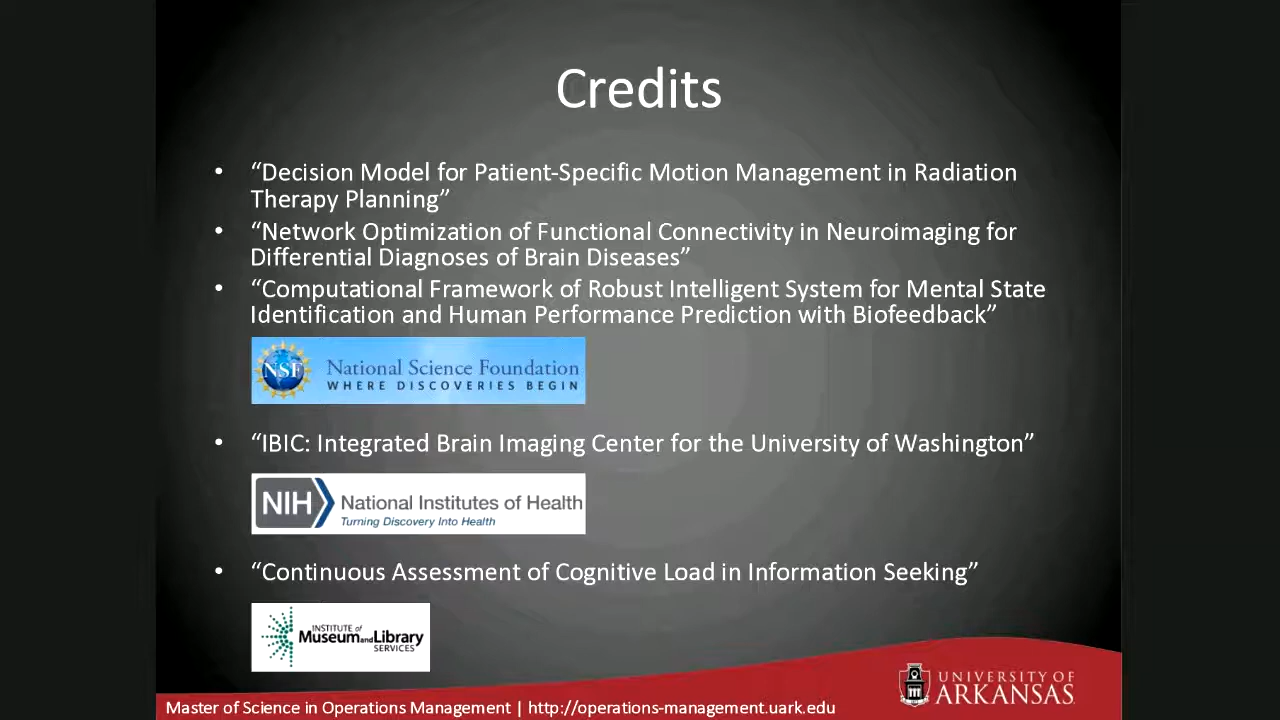 Credits
• “Decision Model for Patient-Specific Motion Management in Radiation
Therapy Planning”
• “Network Optimization of Functional Connectivity in Neuroimaging for
Differential Diagnoses of Brain Diseases”
• “Computational Framework of Robust Intelligent System for Mental State
Identification and Human Performance Prediction with Biofeedback”
NSF
National Science Foundation
WHERE DISCOVERIES BEGIN
• “IBIC: Integrated Brain Imaging Center for the University of Washington”
NIH
National Institutes of Health
Turning Discovery Into Health
• “Continuous Assessment of Cognitive Load in Information Seeking”
INSTITUTE of
Museum and Library
SERVICES
UNIVERSITY OF
ARKANSAS
Master of Science in Operations Management | http://operations-management.uark.edu